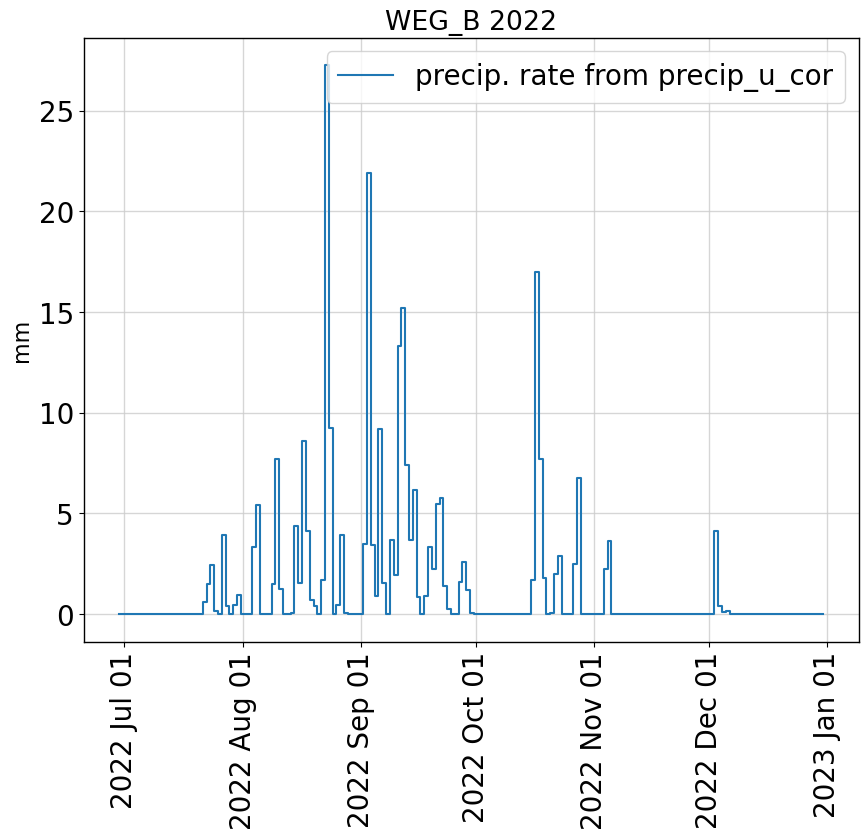 WEG_B 2022
precip. rate from precip_u_cor
mm
25
20
15
10
5
0
2022 Jul 01
2022 Aug 01
2022 Sep 01
2022 Oct 01
2022 Nov 01
2022 Dec 01
2023 Jan 01